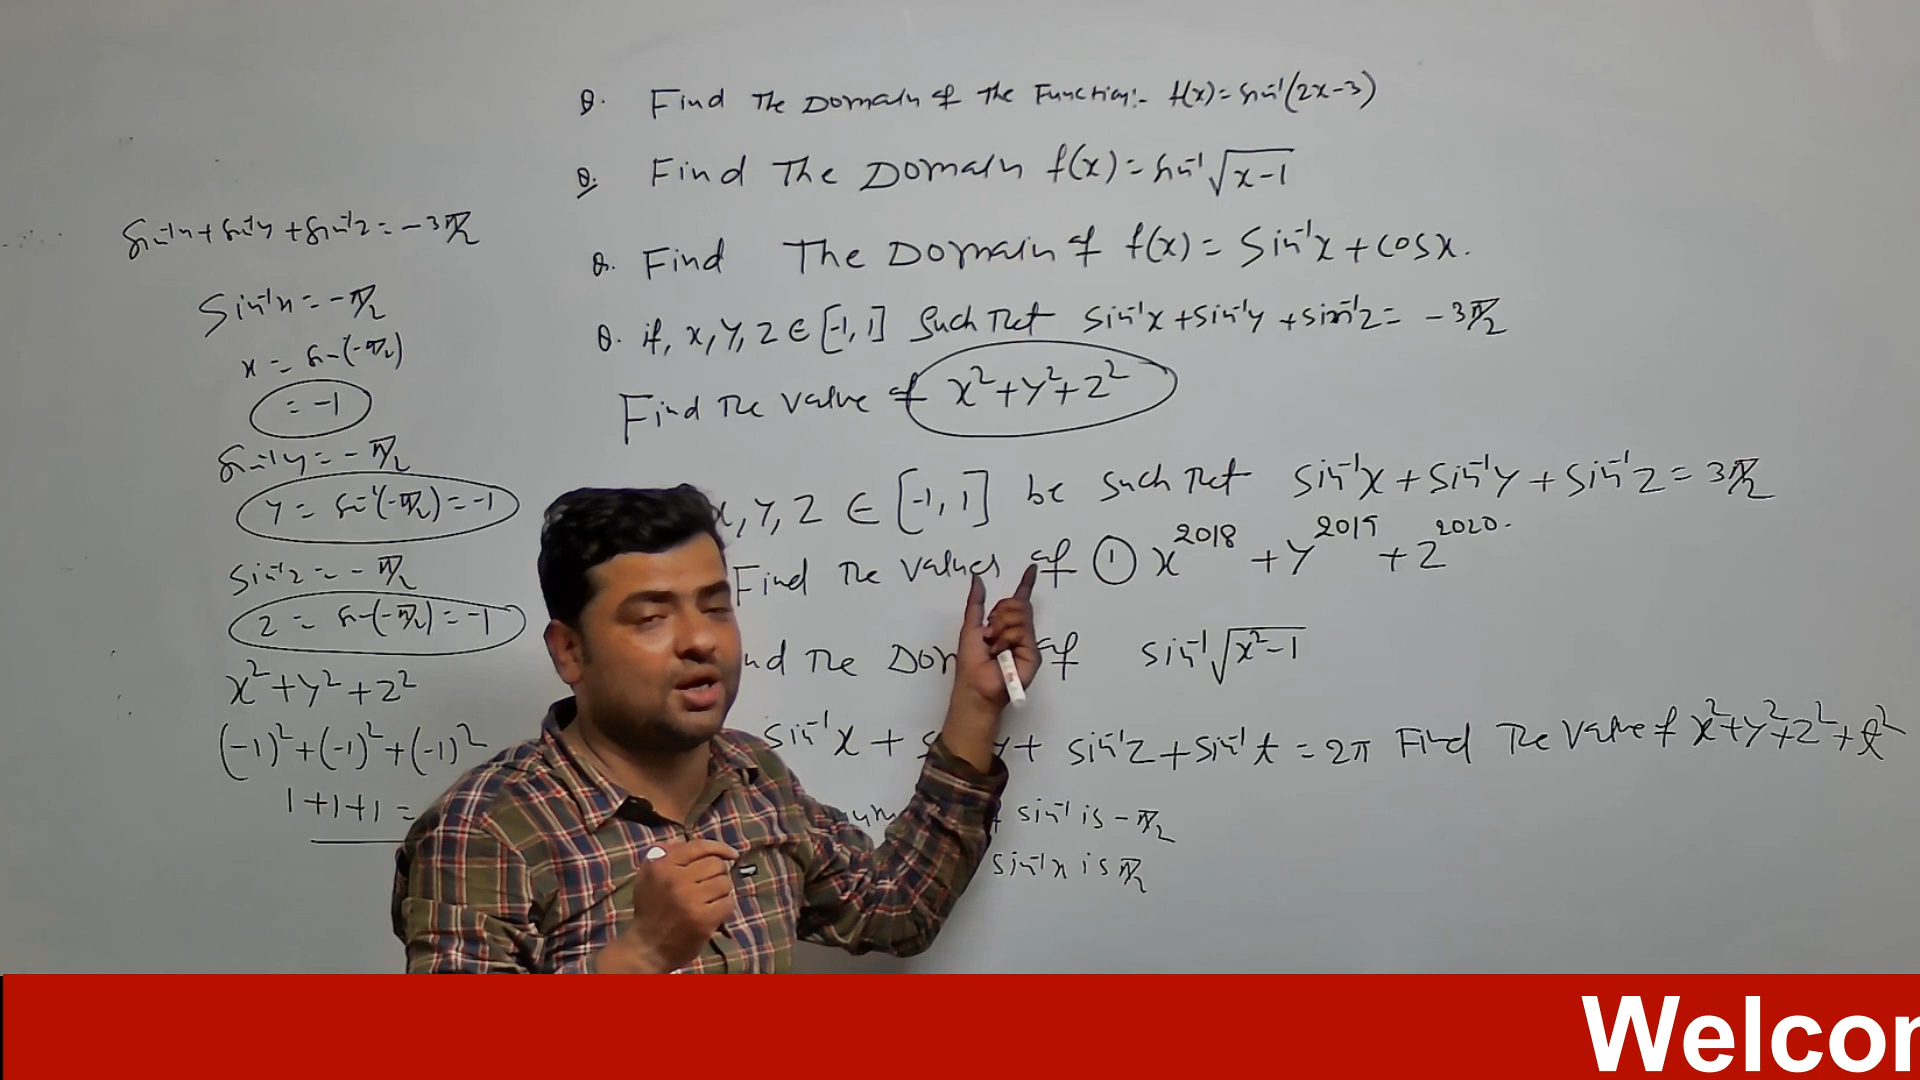 Q. Find The Domain of The Function:- f(x) = sin⁻¹(2x-3)
Q. Find The Domain f(x) = sin⁻¹√(x-1)
Q. Find The Domain of f(x) = sin⁻¹x + cosx.
Q. if, x, y, z ∈ [-1, 1] Such That sin⁻¹x + sin⁻¹y + sin⁻¹z = -3π/2
Find The value of x² + y² + z²
x, y, z ∈ [-1, 1] be such That sin⁻¹x + sin⁻¹y + sin⁻¹z = 3π/2
Find The values of ① x²⁰¹⁸ + y²⁰¹⁹ + z²⁰²⁰.
The of sin⁻¹√(x²-1)
sin⁻¹x + y + sin⁻¹z + sin⁻¹t = 2π Find The Value of x² + y² + z² + t²
sin⁻¹ is -π/2
sin⁻¹x is π/2
sin⁻¹x + sin⁻¹y + sin⁻¹z = -3π/2
sin⁻¹x = -π/2
x = sin(-π/2)
= -1
sin⁻¹y = -π/2
y = sin⁻¹(-π/2) = -1
sin⁻¹z = -π/2
z = sin(-π/2) = -1
x² + y² + z²
(-1)² + (-1)² + (-1)²
1+1+1 =
Welcor